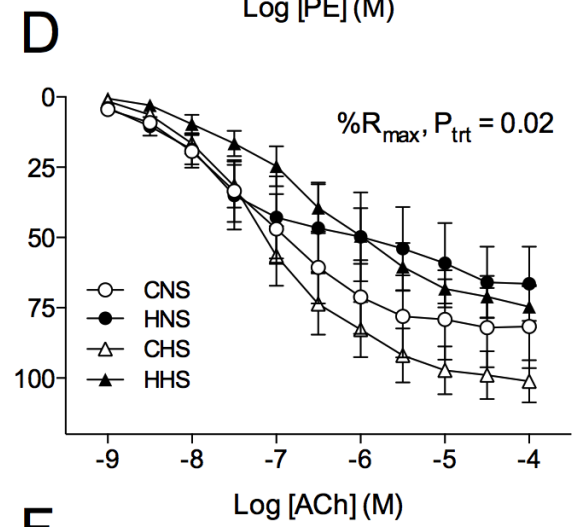 Log [PE] (M)
D
0
%Rmax, Ptrt = 0.02
25
50
75
100
CNS
HNS
CHS
HHS
-9 -8 -7 -6 -5 -4
Log [ACh] (M)